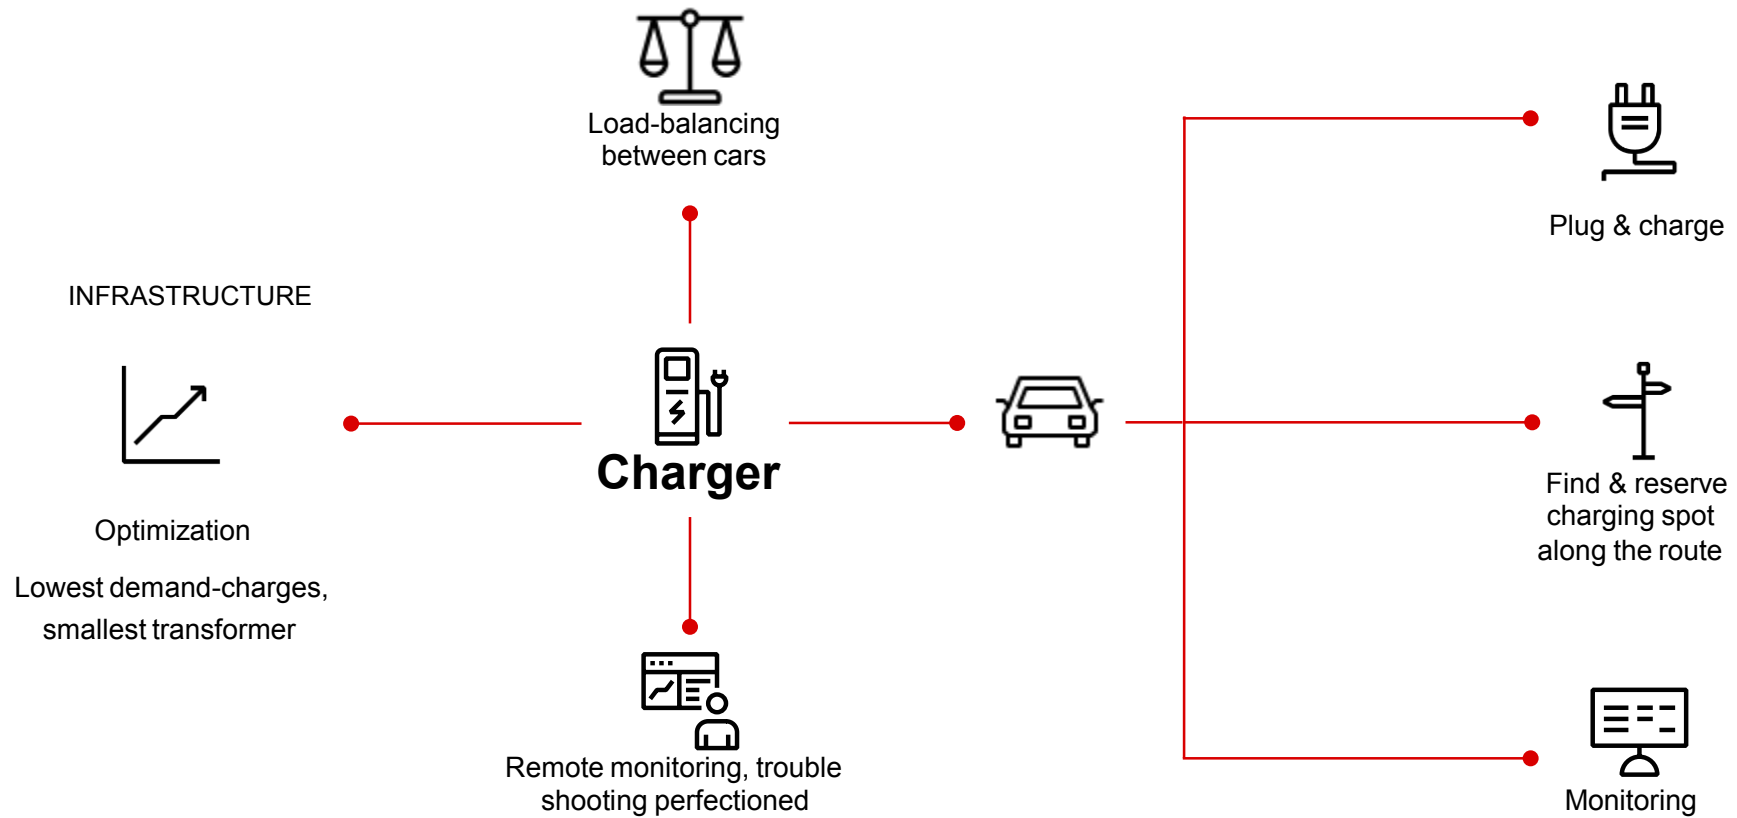 Load-balancing
between cars
INFRASTRUCTURE
Optimization
Lowest demand-charges,
smallest transformer
Charger
Remote monitoring, trouble
shooting perfectioned
Plug & charge
Find & reserve
charging spot
along the route
Monitoring